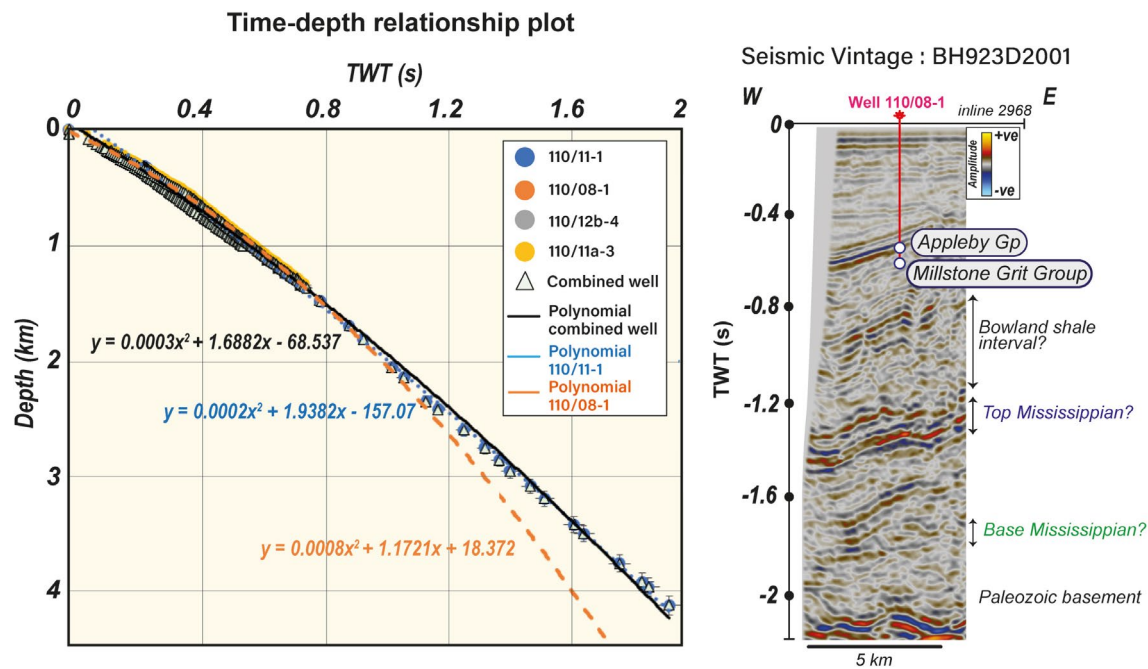 Time-depth relationship plot
TWT (s)
0 0.4 0.8 1.2 1.6 2
0
1
2
3
4
Depth (km)
110/11-1
110/08-1
110/12b-4
110/11a-3
Combined well
Polynomial
combined well
Polynomial
110/11-1
Polynomial
110/08-1
y = 0.0003x² + 1.6882x - 68.537
y = 0.0002x² + 1.9382x - 157.07
y = 0.0008x² + 1.1721x + 18.372
Seismic Vintage : BH923D2001
W
Well 110/08-1
E
inline 2968
0
-0.4
-0.8
-1.2
-1.6
-2
TWT (s)
Amplitude
+ve
-ve
Appleby Gp
Millstone Grit Group
Bowland shale
interval?
Top Mississippian?
Base Mississippian?
Paleozoic basement
5 km